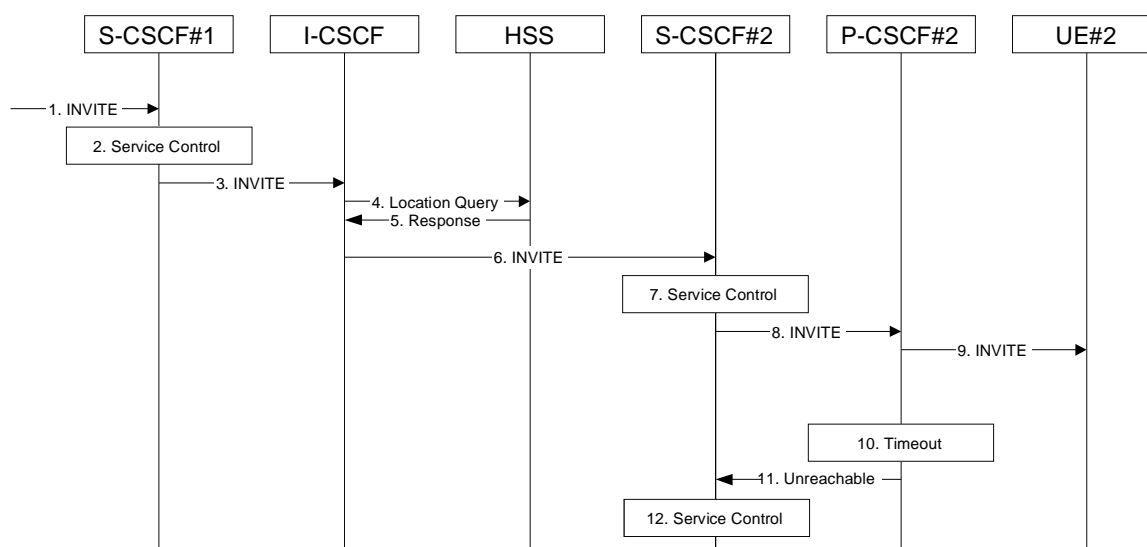 S-CSCF#1
I-CSCF
HSS
S-CSCF#2
P-CSCF#2
UE#2
1. INVITE
2. Service Control
3. INVITE
4. Location Query
5. Response
6. INVITE
7. Service Control
8. INVITE
9. INVITE
10. Timeout
11. Unreachable
12. Service Control